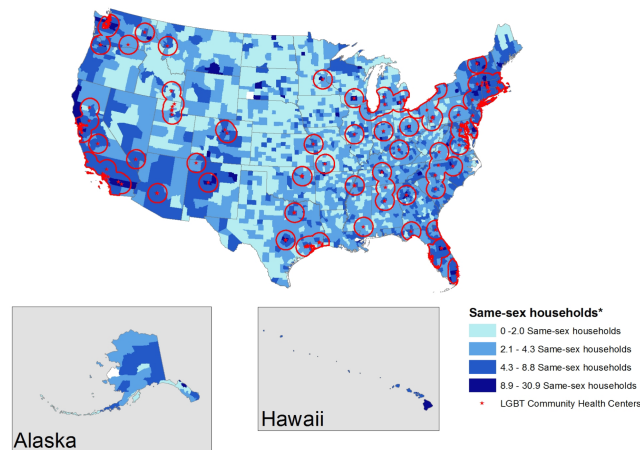 Alaska
Hawaii
Same-sex households*
0 -2.0 Same-sex households
2.1 - 4.3 Same-sex households
4.3 - 8.8 Same-sex households
8.9 - 30.9 Same-sex households
LGBT Community Health Centers